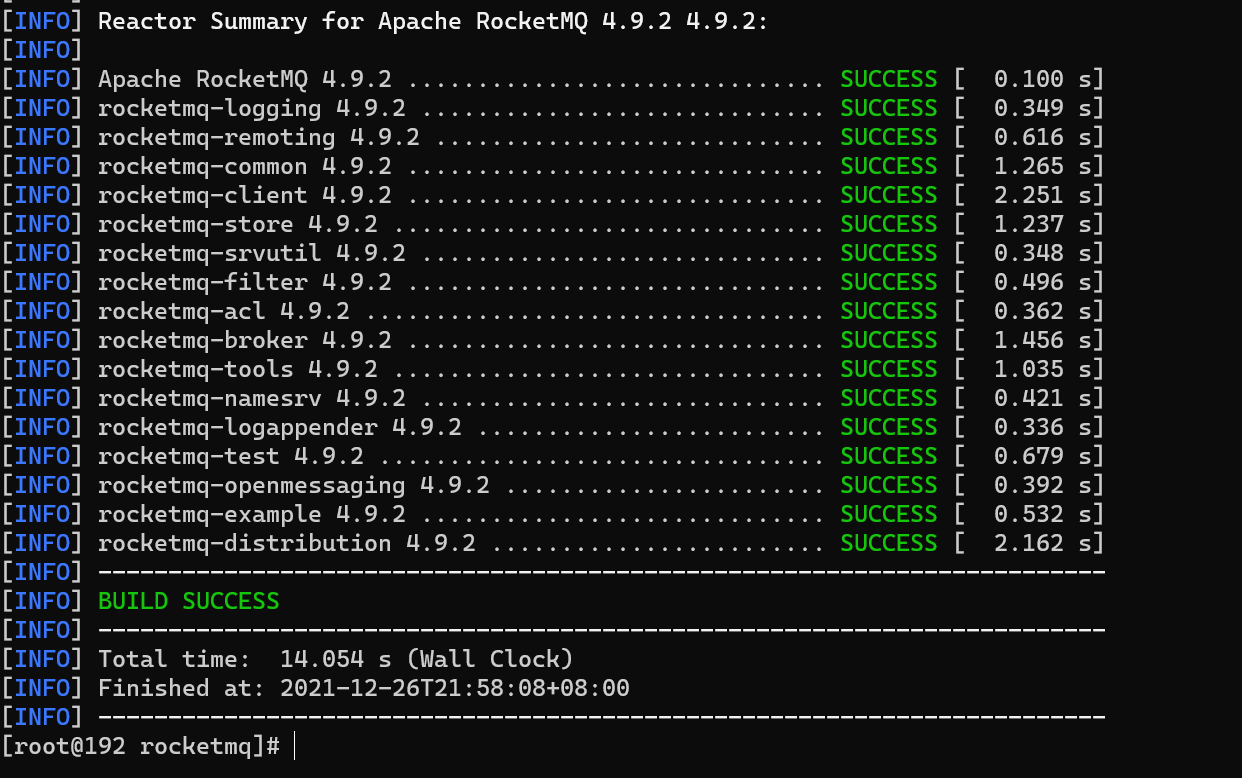 [INFO] Reactor Summary for Apache RocketMQ 4.9.2 4.9.2:
[INFO]
[INFO] Apache RocketMQ 4.9.2 .............................. SUCCESS [  0.100 s]
[INFO] rocketmq-logging 4.9.2 ............................. SUCCESS [  0.349 s]
[INFO] rocketmq-remoting 4.9.2 ............................ SUCCESS [  0.616 s]
[INFO] rocketmq-common 4.9.2 .............................. SUCCESS [  1.265 s]
[INFO] rocketmq-client 4.9.2 .............................. SUCCESS [  2.251 s]
[INFO] rocketmq-store 4.9.2 ............................... SUCCESS [  1.237 s]
[INFO] rocketmq-srvutil 4.9.2 ............................. SUCCESS [  0.348 s]
[INFO] rocketmq-filter 4.9.2 .............................. SUCCESS [  0.496 s]
[INFO] rocketmq-acl 4.9.2 ................................. SUCCESS [  0.362 s]
[INFO] rocketmq-broker 4.9.2 .............................. SUCCESS [  1.456 s]
[INFO] rocketmq-tools 4.9.2 ............................... SUCCESS [  1.035 s]
[INFO] rocketmq-namesrv 4.9.2 ............................. SUCCESS [  0.421 s]
[INFO] rocketmq-logappender 4.9.2 ......................... SUCCESS [  0.336 s]
[INFO] rocketmq-test 4.9.2 ................................ SUCCESS [  0.679 s]
[INFO] rocketmq-openmessaging 4.9.2 ....................... SUCCESS [  0.392 s]
[INFO] rocketmq-example 4.9.2 ............................. SUCCESS [  0.532 s]
[INFO] rocketmq-distribution 4.9.2 ........................ SUCCESS [  2.162 s]
[INFO] ------------------------------------------------------------------------
[INFO] BUILD SUCCESS
[INFO] ------------------------------------------------------------------------
[INFO] Total time:  14.054 s (Wall Clock)
[INFO] Finished at: 2021-12-26T21:58:08+08:00
[INFO] ------------------------------------------------------------------------
[root@192 rocketmq]#